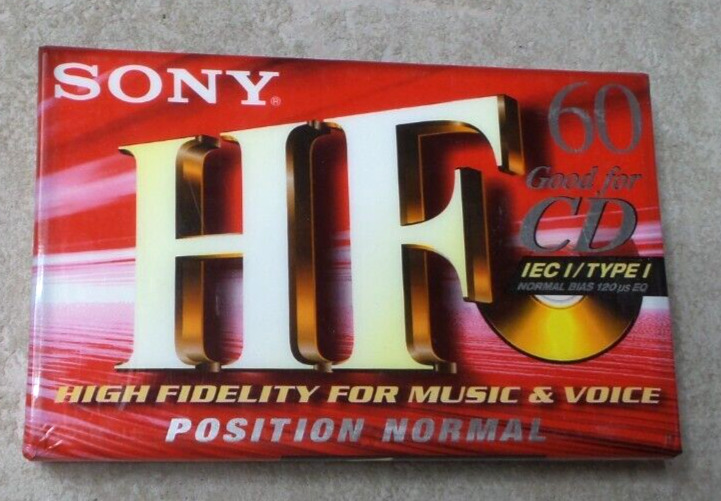 SONY®
HF
60
Good for
CD
IEC I / TYPE I
NORMAL BIAS 120 µs EQ
HIGH FIDELITY FOR MUSIC & VOICE
POSITION NORMAL